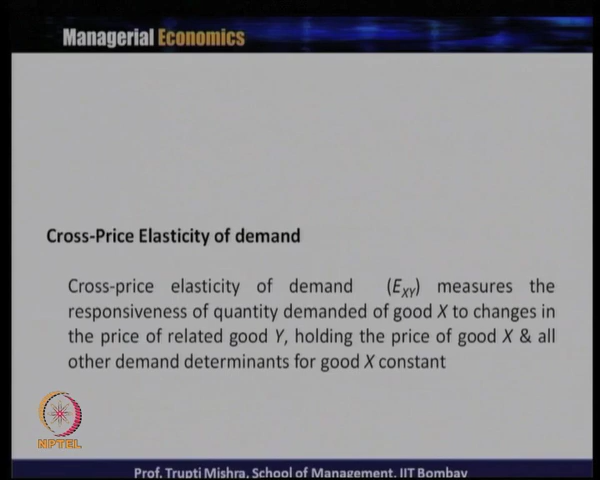 Managerial Economics
Cross-Price Elasticity of demand
Cross-price elasticity of demand (EXY) measures the
responsiveness of quantity demanded of good X to changes in
the price of related good Y, holding the price of good X & all
other demand determinants for good X constant
NPTEL
Prof. Trupti Mishra, School of Management, IIT Bombay